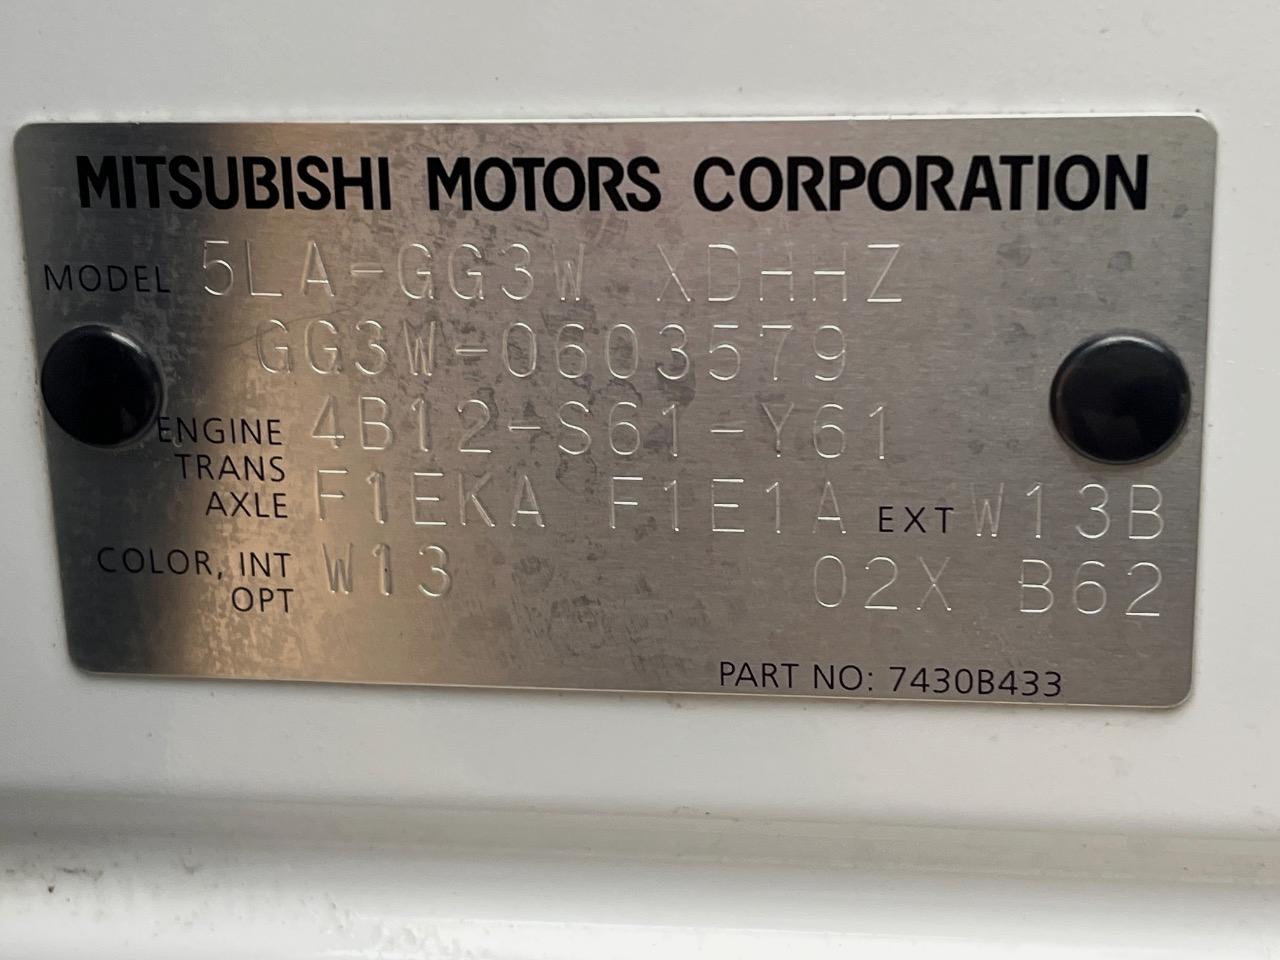 MITSUBISHI MOTORS CORPORATION
MODEL 5LA-GG3W XDHHZ
GG3W-0603579
ENGINE 4B12-S61-Y61
TRANS
AXLE F1EKA F1E1A EXT W13B
COLOR, INT W13 02X B62
OPT
PART NO: 7430B433